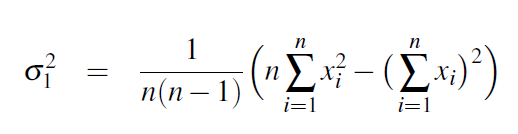 σ₁² = 1/(n(n − 1)) (n ∑ᵢ₌₁ⁿ xᵢ² − (∑ᵢ₌₁ⁿ xᵢ)²)